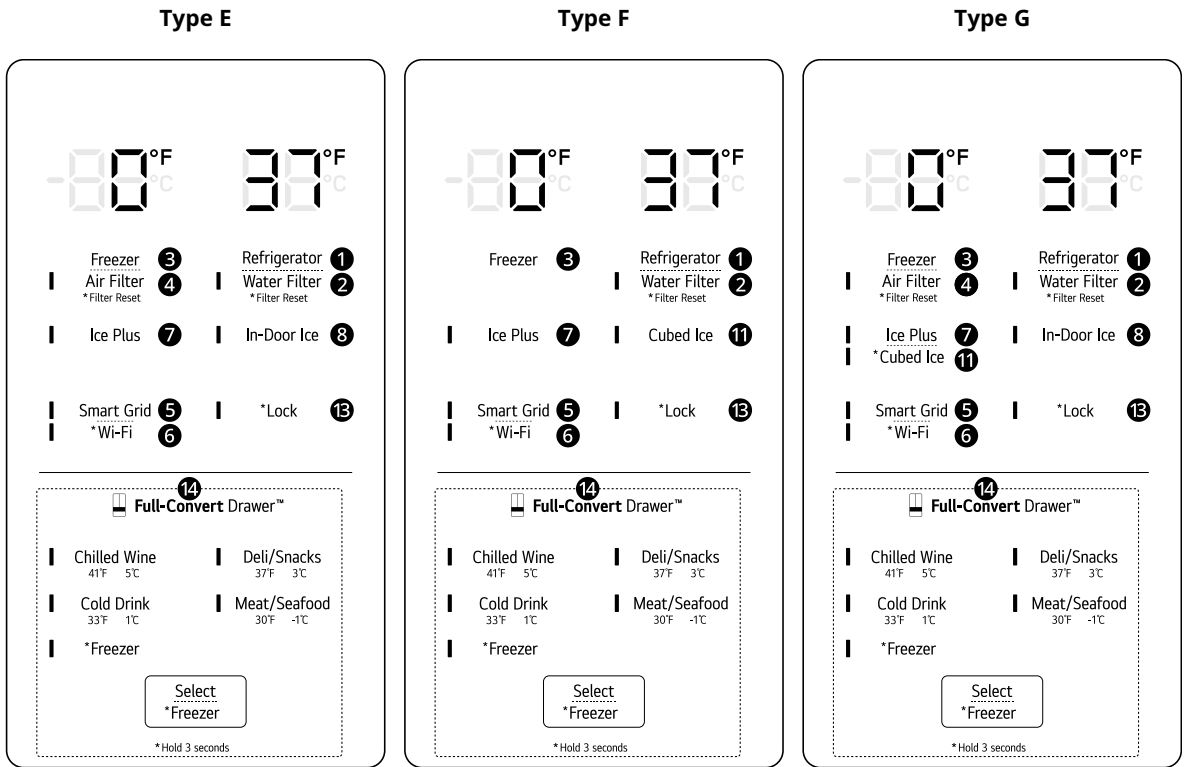 Type E
Type F
Type G
0 °F °C
37 °F °C
Freezer 3
Refrigerator 1
Air Filter 4
Water Filter 2
*Filter Reset
*Filter Reset
Ice Plus 7
In-Door Ice 8
Smart Grid 5
*Lock 13
*Wi-Fi 6
14
Full-Convert Drawer™
Chilled Wine
Deli/Snacks
41°F 5°C
37°F 3°C
Cold Drink
Meat/Seafood
33°F 1°C
30°F -1°C
*Freezer
Select
*Freezer
*Hold 3 seconds
0 °F °C
37 °F °C
Freezer 3
Refrigerator 1
Water Filter 2
*Filter Reset
Ice Plus 7
Cubed Ice 11
Smart Grid 5
*Lock 13
*Wi-Fi 6
14
Full-Convert Drawer™
Chilled Wine
Deli/Snacks
41°F 5°C
37°F 3°C
Cold Drink
Meat/Seafood
33°F 1°C
30°F -1°C
*Freezer
Select
*Freezer
*Hold 3 seconds
0 °F °C
37 °F °C
Freezer 3
Refrigerator 1
Air Filter 4
Water Filter 2
*Filter Reset
*Filter Reset
Ice Plus 7
In-Door Ice 8
*Cubed Ice 11
Smart Grid 5
*Lock 13
*Wi-Fi 6
14
Full-Convert Drawer™
Chilled Wine
Deli/Snacks
41°F 5°C
37°F 3°C
Cold Drink
Meat/Seafood
33°F 1°C
30°F -1°C
*Freezer
Select
*Freezer
*Hold 3 seconds